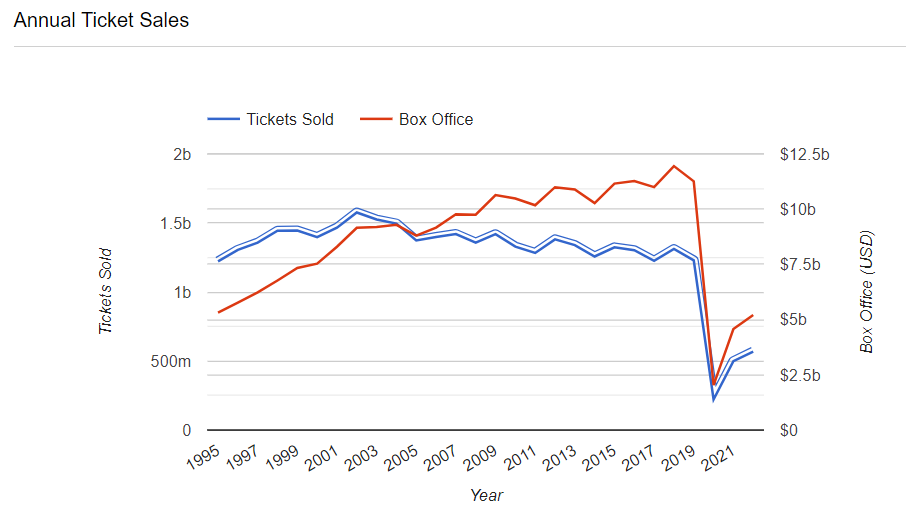 Annual Ticket Sales
Tickets Sold Box Office
2b $12.5b
$10b
1.5b
$7.5b
1b
$5b
500m
$2.5b
0 $0
Tickets Sold
Box Office (USD)
1995 1997 1999 2001 2003 2005 2007 2009 2011 2013 2015 2017 2019 2021
Year